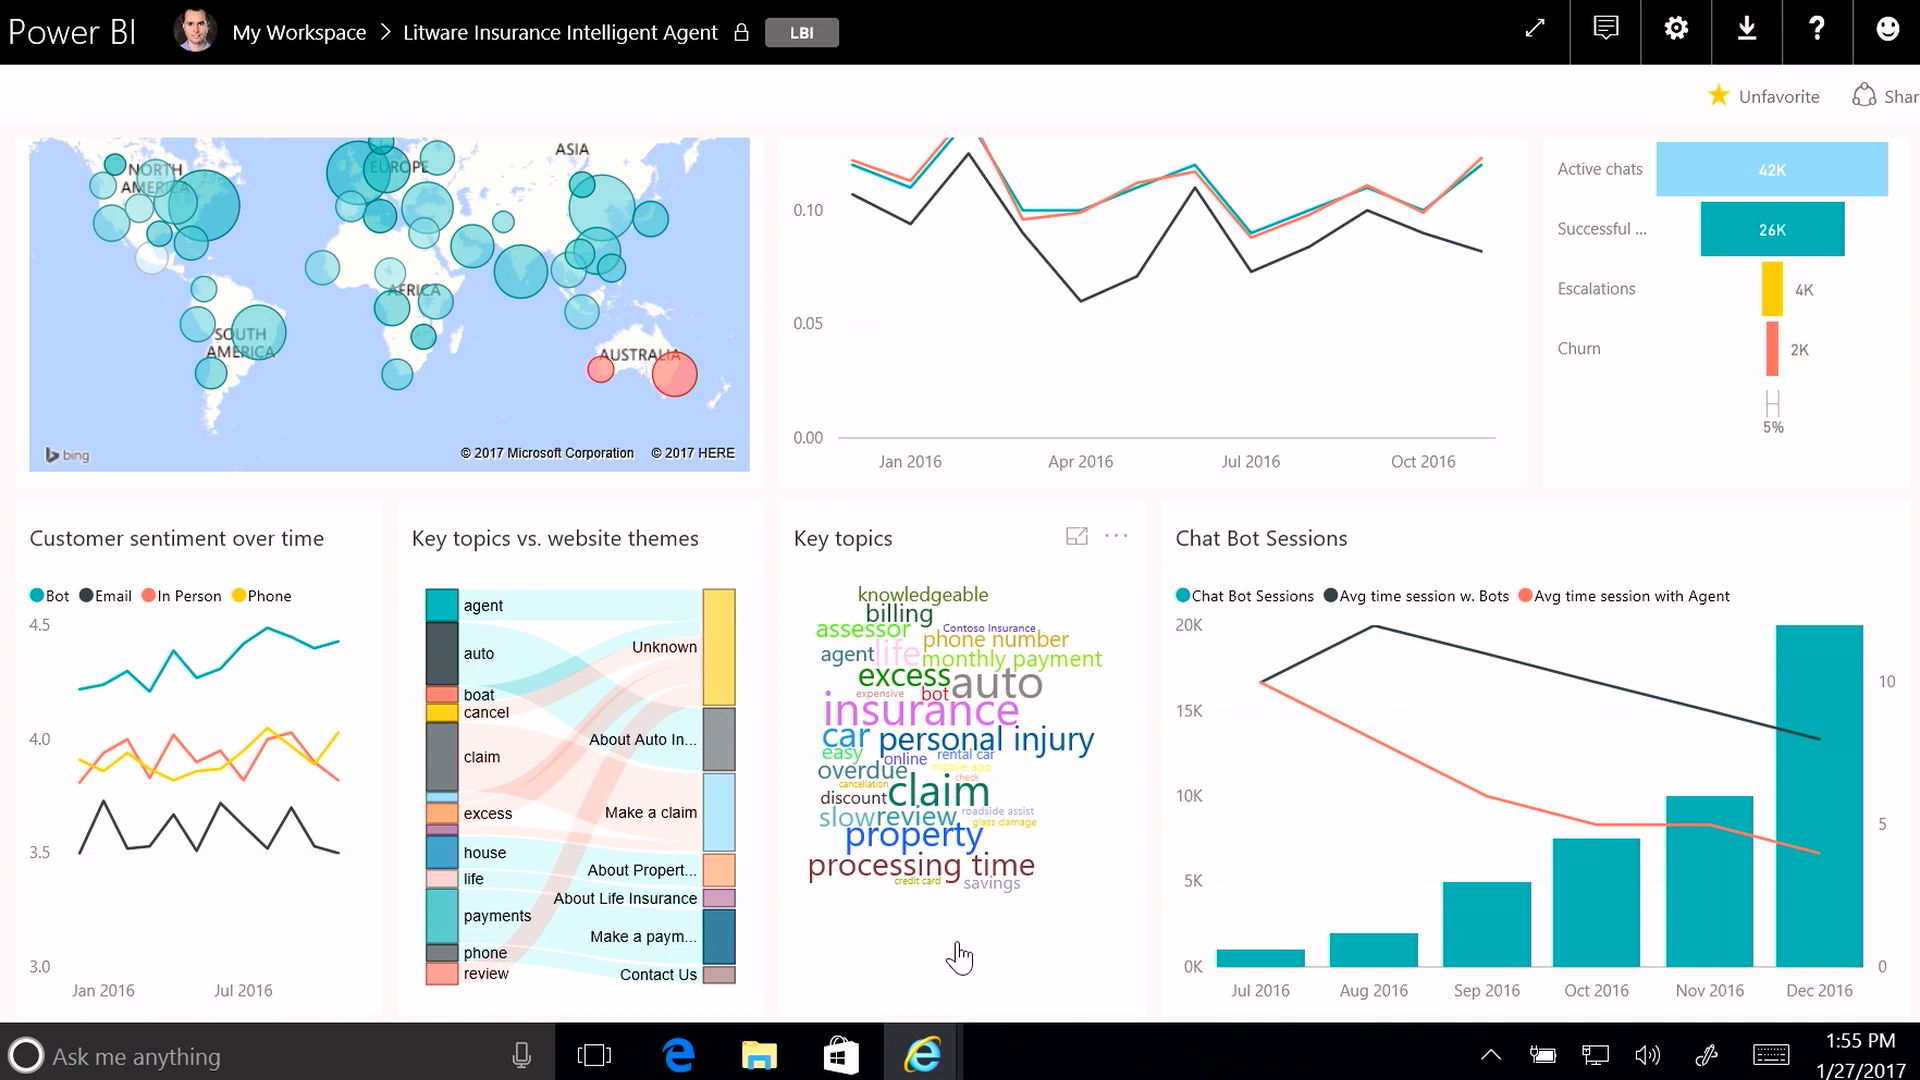 Power BI
My Workspace > Litware Insurance Intelligent Agent
LBI
?
Unfavorite
Shar
NORTH
AMERICA
EUROPE
ASIA
AFRICA
SOUTH
AMERICA
AUSTRALIA
bing
© 2017 Microsoft Corporation © 2017 HERE
0.10
0.05
0.00
Jan 2016 Apr 2016 Jul 2016 Oct 2016
Active chats 42K
Successful ... 26K
Escalations 4K
Churn 2K
5%
Customer sentiment over time
Bot Email In Person Phone
4.5
4.0
3.5
3.0
Jan 2016 Jul 2016
Key topics vs. website themes
agent
auto
boat
cancel
claim
excess
house
life
payments
phone
review
Unknown
About Auto In...
Make a claim
About Propert...
About Life Insurance
Make a paym...
Contact Us
Key topics
...
knowledgeable
billing
assessor Contoso Insurance
phone number
agent life monthly payment
excess auto
expensive bot
insurance
car personal injury
easy online rental car
overdue mobile app
cancellation check
discount claim
slow review roadside assist
glass damage
property
processing time
credit card savings
Chat Bot Sessions
Chat Bot Sessions Avg time session w. Bots Avg time session with Agent
20K
15K
10K
5K
0K
10
5
0
Jul 2016 Aug 2016 Sep 2016 Oct 2016 Nov 2016 Dec 2016
Ask me anything
1:55 PM
1/27/2017